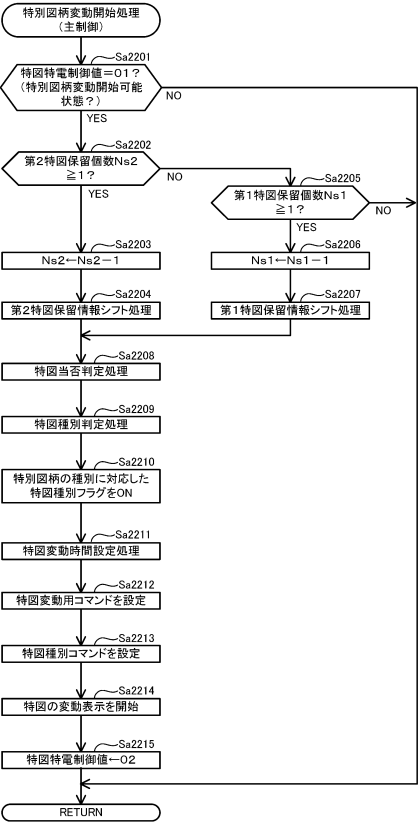 特別図柄変動開始処理
(主制御)
Sa2201
特図特電制御値=01?
(特別図柄変動開始可能
状態?)
NO
YES
Sa2202
第2特図保留個数Ns2
≧1?
NO
YES
Sa2205
第1特図保留個数Ns1
≧1?
NO
YES
Sa2203
Ns2←Ns2-1
Sa2206
Ns1←Ns1-1
Sa2204
第2特図保留情報シフト処理
Sa2207
第1特図保留情報シフト処理
Sa2208
特図当否判定処理
Sa2209
特図種別判定処理
Sa2210
特別図柄の種別に対応した
特図種別フラグをON
Sa2211
特図変動時間設定処理
Sa2212
特図変動用コマンドを設定
Sa2213
特図種別コマンドを設定
Sa2214
特図の変動表示を開始
Sa2215
特図特電制御値←02
RETURN